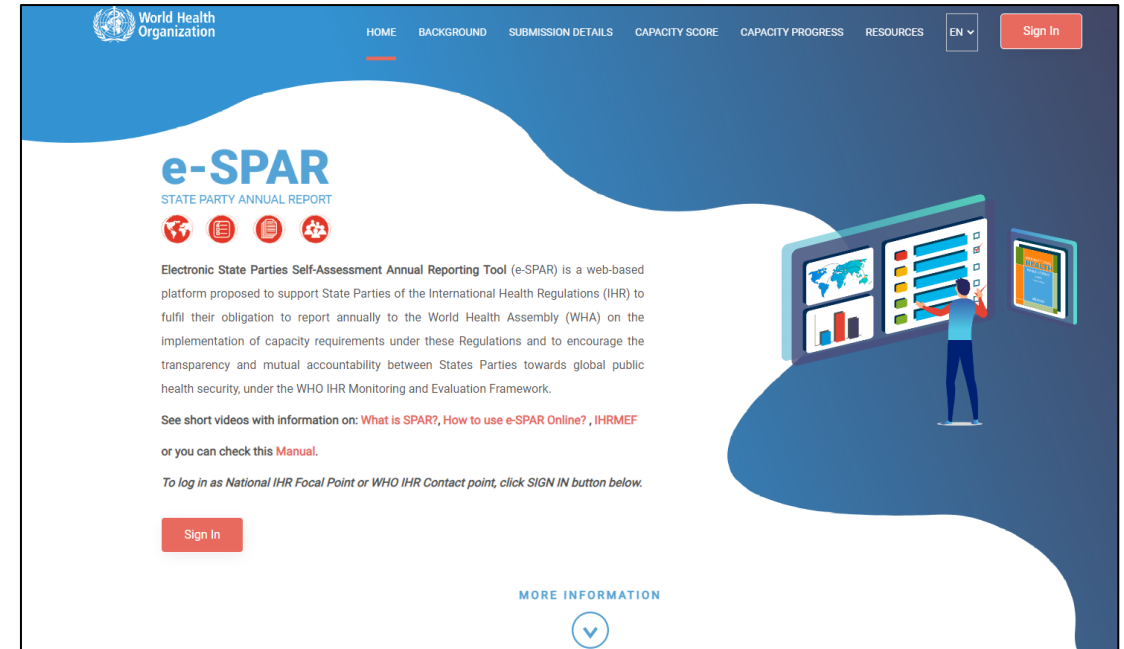 World Health
Organization
HOME BACKGROUND SUBMISSION DETAILS CAPACITY SCORE CAPACITY PROGRESS RESOURCES EN Sign In
e-SPAR
STATE PARTY ANNUAL REPORT
Electronic State Parties Self-Assessment Annual Reporting Tool (e-SPAR) is a web-based
platform proposed to support State Parties of the International Health Regulations (IHR) to
fulfil their obligation to report annually to the World Health Assembly (WHA) on the
implementation of capacity requirements under these Regulations and to encourage the
transparency and mutual accountability between States Parties towards global public
health security, under the WHO IHR Monitoring and Evaluation Framework.
See short videos with information on: What is SPAR?, How to use e-SPAR Online? , IHRMEF
or you can check this Manual.
To log in as National IHR Focal Point or WHO IHR Contact point, click SIGN IN button below.
Sign In
MORE INFORMATION
HEALTH